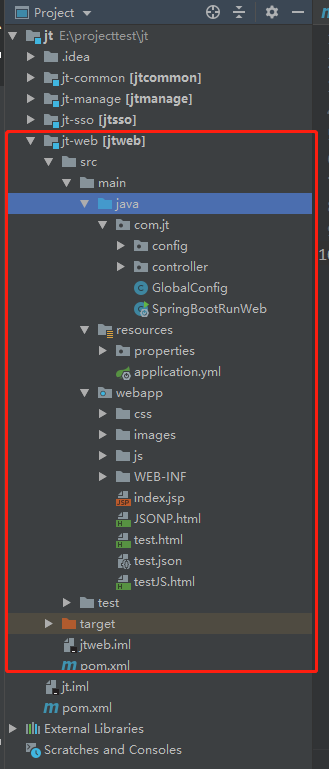 Project
jt E:\projecttest\jt
.idea
jt-common [jtcommon]
jt-manage [jtmanage]
jt-sso [jtsso]
jt-web [jtweb]
src
main
java
com.jt
config
controller
GlobalConfig
SpringBootRunWeb
resources
properties
application.yml
webapp
css
images
js
WEB-INF
index.jsp
JSONP.html
test.html
test.json
testJS.html
test
target
jtweb.iml
pom.xml
jt.iml
pom.xml
External Libraries
Scratches and Consoles